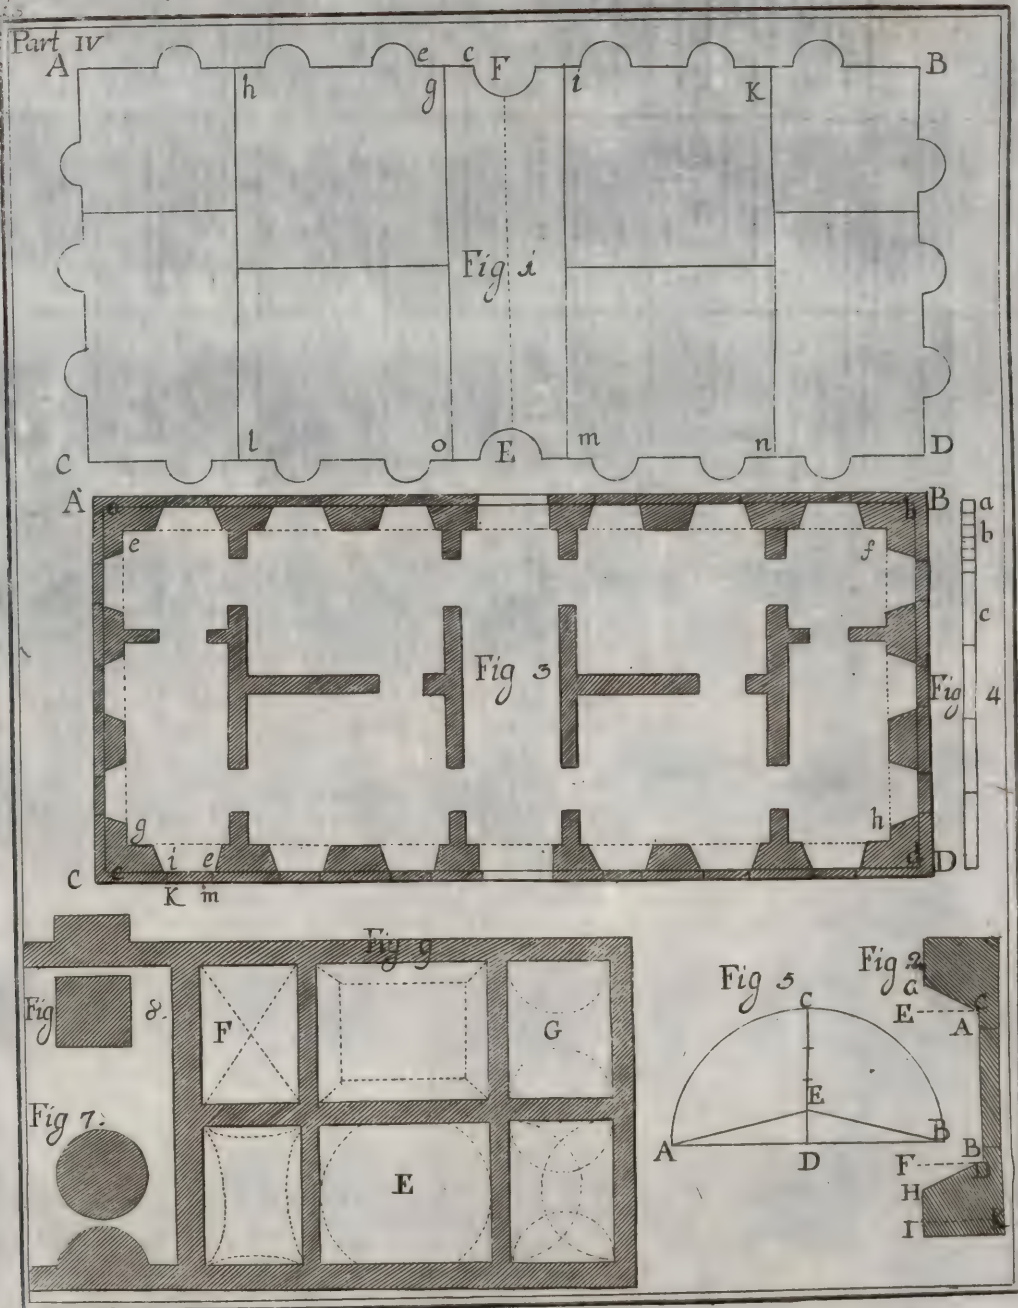 Part IV
A e c F B
h g i K
Fig 1
l o E m n
C D
A o h B a
e f b
c
Fig 3 Fig 4
g h
i e d
C c D
K m
Fig 9
Fig 8.
F G
Fig 7.
E
Fig 5
C
E
A D B
Fig 2
a
E C
A
B
F D
H
I K